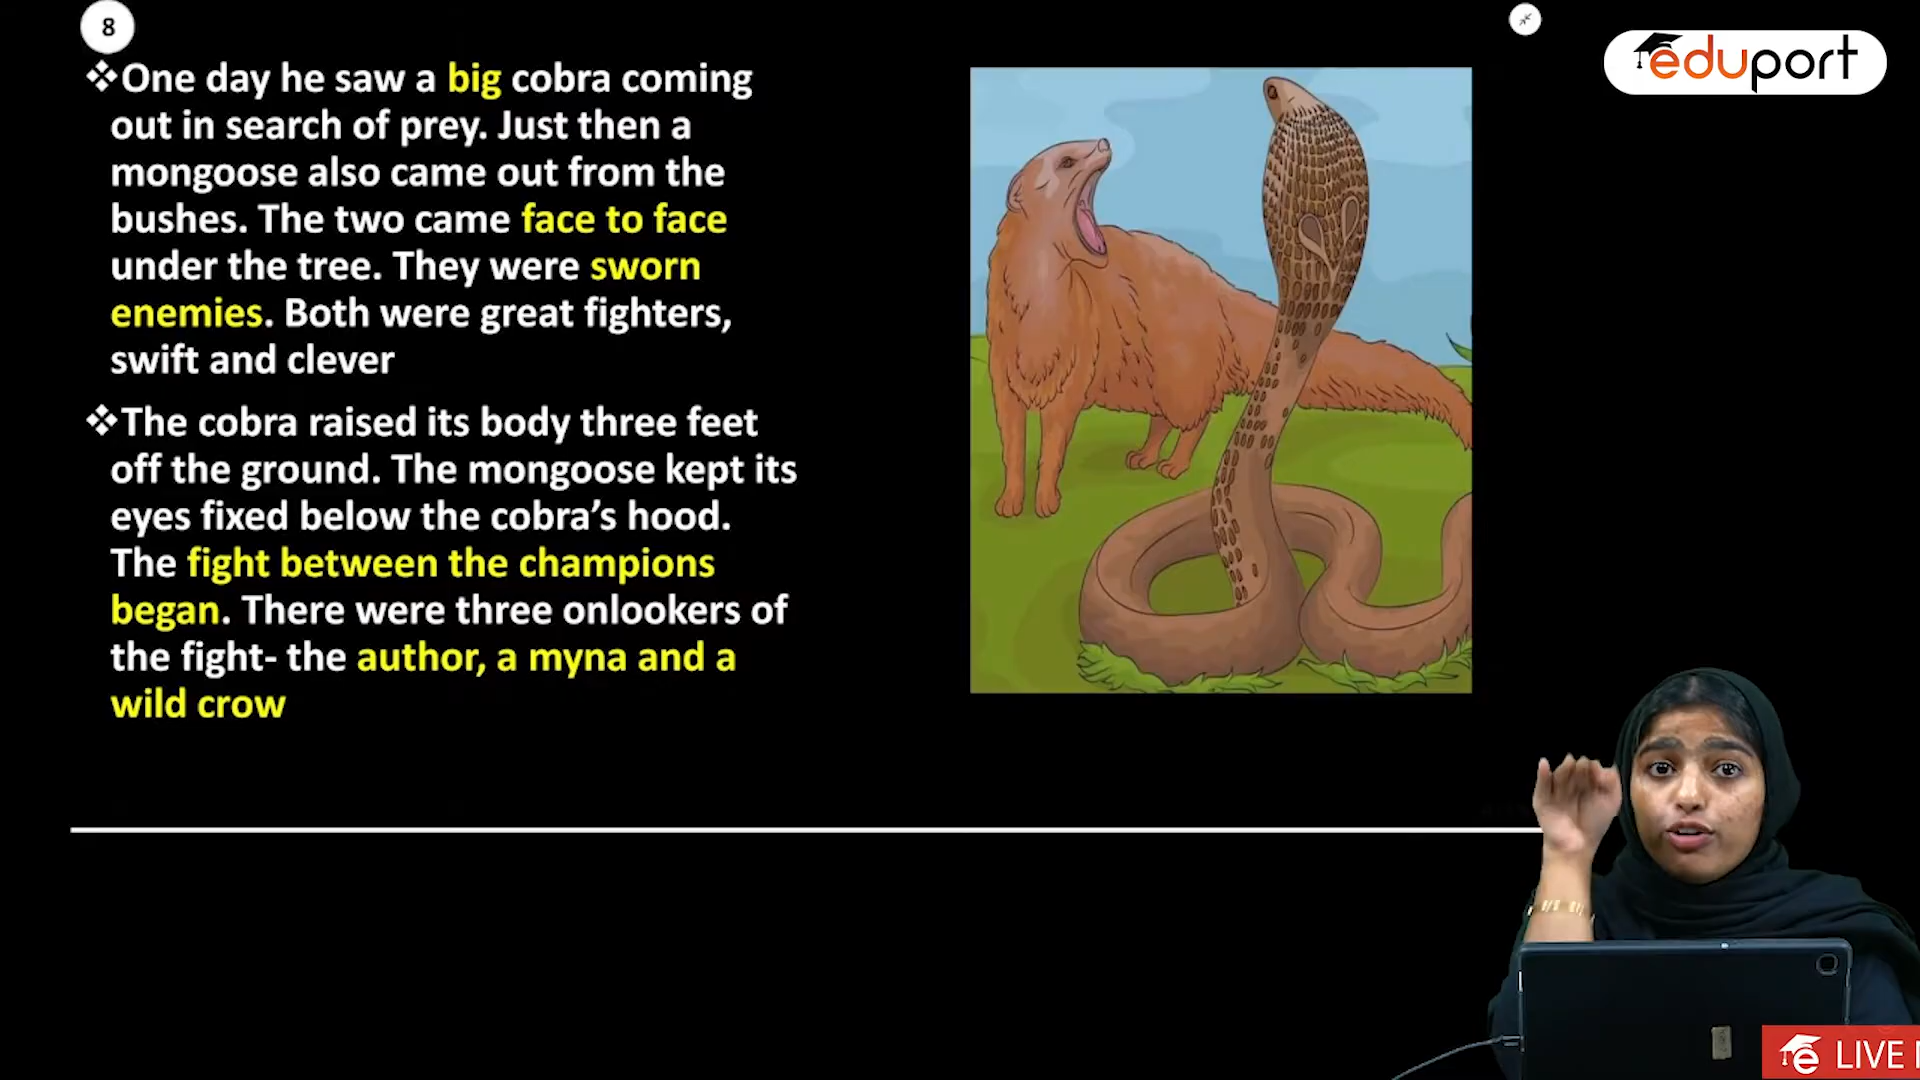 8
❖One day he saw a big cobra coming
out in search of prey. Just then a
mongoose also came out from the
bushes. The two came face to face
under the tree. They were sworn
enemies. Both were great fighters,
swift and clever
❖The cobra raised its body three feet
off the ground. The mongoose kept its
eyes fixed below the cobra’s hood.
The fight between the champions
began. There were three onlookers of
the fight- the author, a myna and a
wild crow
eduport
e LIVE